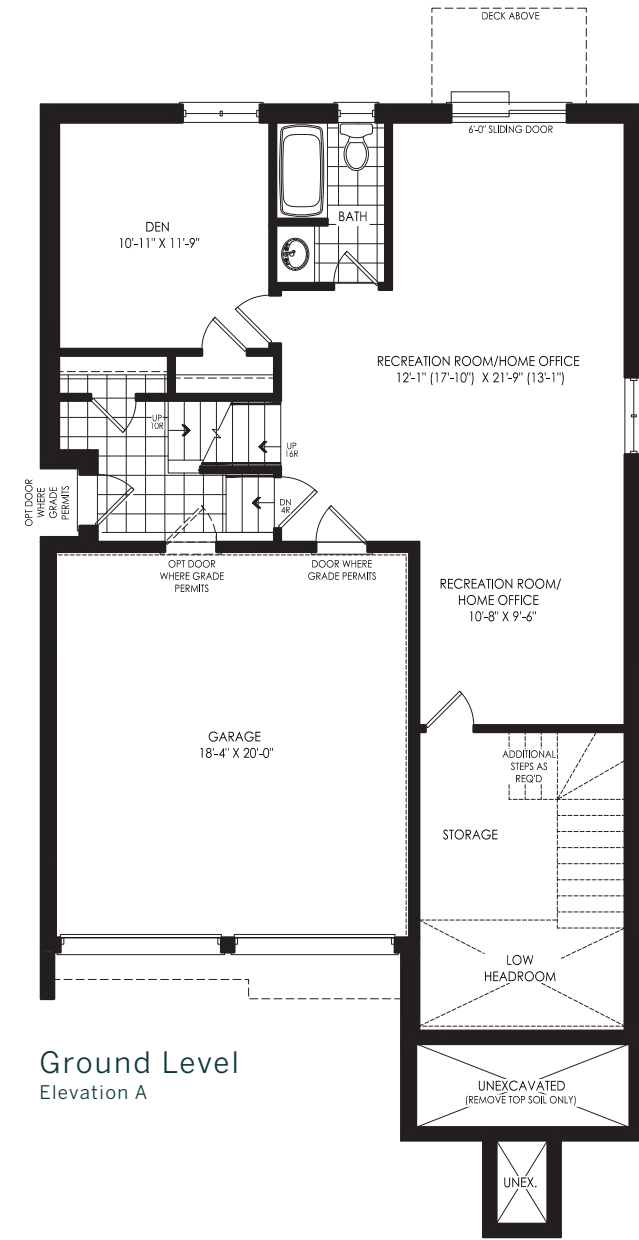 DECK ABOVE
6'-0" SLIDING DOOR
DEN
10'-11" X 11'-9"
BATH
RECREATION ROOM/HOME OFFICE
12'-1" (17'-10") X 21'-9" (13'-1")
UP
10R
UP
16R
DN
4R
OPT DOOR
WHERE
GRADE
PERMITS
OPT DOOR
WHERE GRADE
PERMITS
DOOR WHERE
GRADE PERMITS
RECREATION ROOM/
HOME OFFICE
10'-8" X 9'-6"
GARAGE
18'-4" X 20'-0"
ADDITIONAL
STEPS AS
REQ'D
STORAGE
LOW
HEADROOM
Ground Level
Elevation A
UNEXCAVATED
(REMOVE TOP SOIL ONLY)
UNEX.